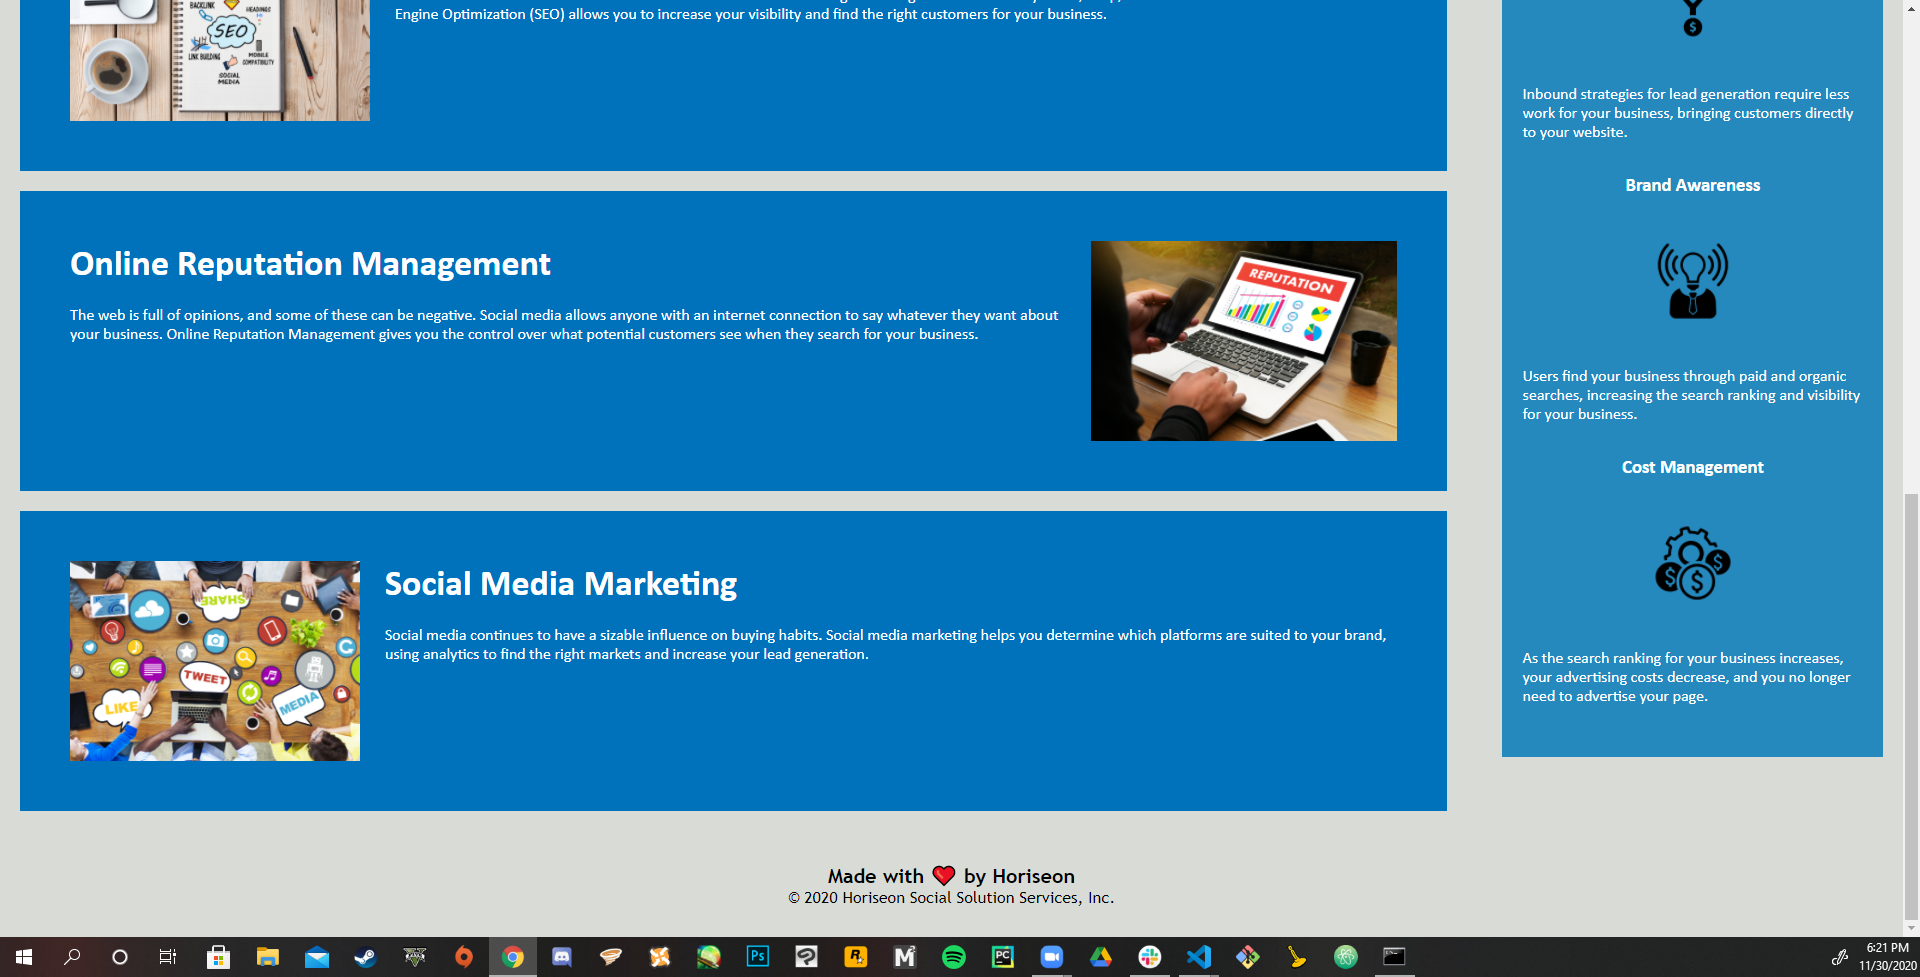 BACKLINK
HEADINGS
SEO
LINK BUILDING
MOBILE
COMPATIBILITY
SOCIAL
MEDIA
Engine Optimization (SEO) allows you to increase your visibility and find the right customers for your business.
Online Reputation Management
The web is full of opinions, and some of these can be negative. Social media allows anyone with an internet connection to say whatever they want about
your business. Online Reputation Management gives you the control over what potential customers see when they search for your business.
REPUTATION
SHARE
TWEET
LIKE
MEDIA
Social Media Marketing
Social media continues to have a sizable influence on buying habits. Social media marketing helps you determine which platforms are suited to your brand,
using analytics to find the right markets and increase your lead generation.
Inbound strategies for lead generation require less
work for your business, bringing customers directly
to your website.
Brand Awareness
Users find your business through paid and organic
searches, increasing the search ranking and visibility
for your business.
Cost Management
As the search ranking for your business increases,
your advertising costs decrease, and you no longer
need to advertise your page.
Made with ❤ by Horiseon
© 2020 Horiseon Social Solution Services, Inc.
Ps
R
M
PC
6:21 PM
11/30/2020